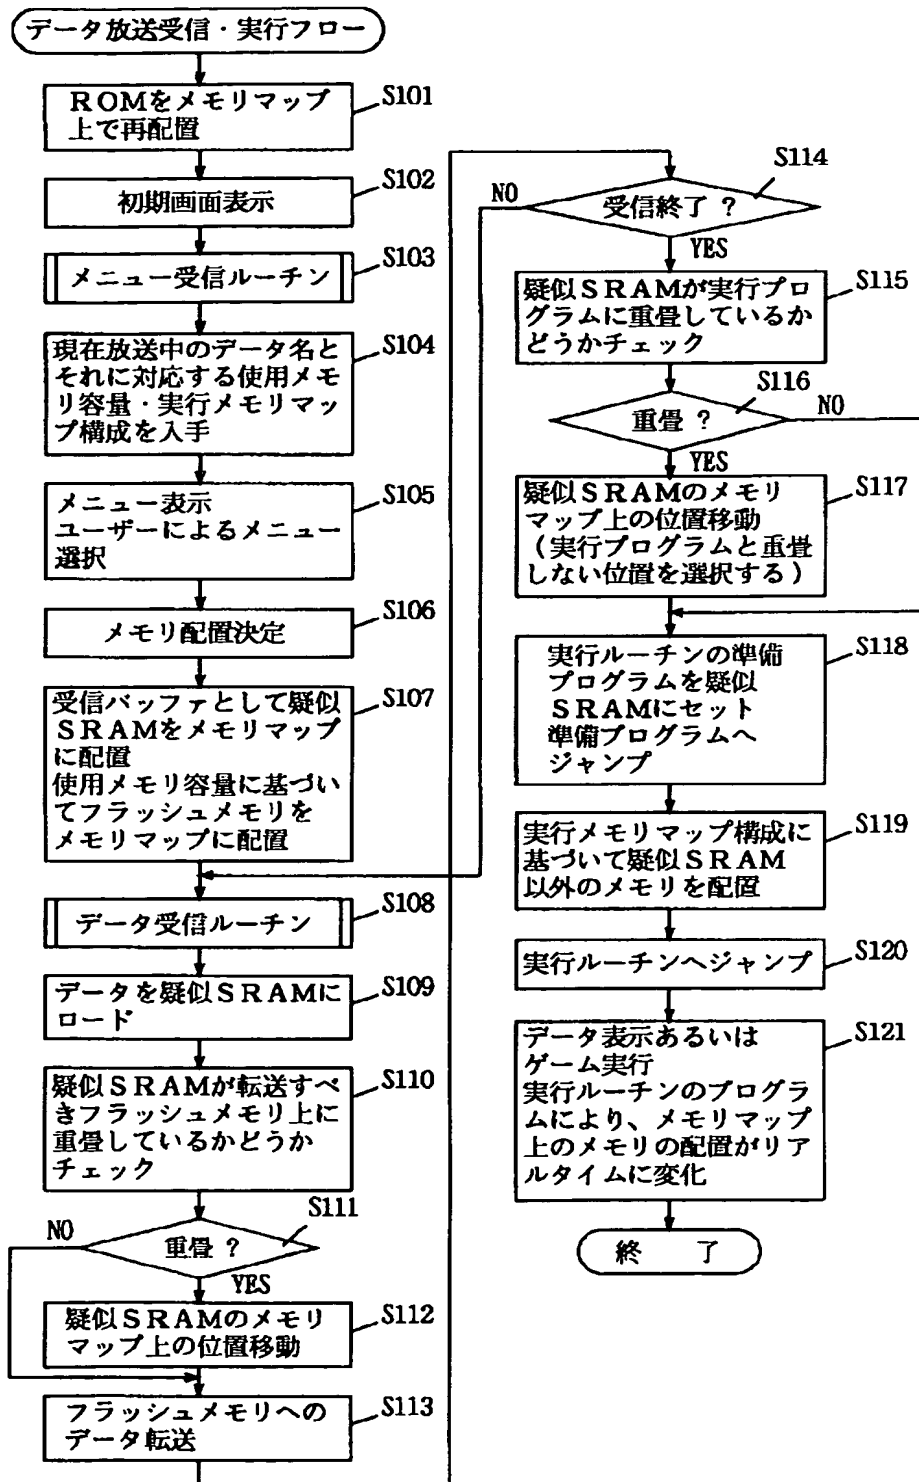 データ放送受信・実行フロー
S101
ROMをメモリマップ
上で再配置
S102
初期画面表示
S103
メニュー受信ルーチン
S104
現在放送中のデータ名と
それに対応する使用メモ
リ容量・実行メモリマッ
プ構成を入手
S105
メニュー表示
ユーザーによるメニュー
選択
S106
メモリ配置決定
S107
受信バッファとして疑似
SRAMをメモリマップ
に配置
使用メモリ容量に基づい
てフラッシュメモリを
メモリマップに配置
S108
データ受信ルーチン
S109
データを疑似SRAMに
ロード
S110
疑似SRAMが転送すべ
きフラッシュメモリ上に
重畳しているかどうか
チェック
S111
NO
重畳?
YES
S112
疑似SRAMのメモリ
マップ上の位置移動
S113
フラッシュメモリへの
データ転送
S114
NO
受信終了?
YES
S115
疑似SRAMが実行プロ
グラムに重畳しているか
どうかチェック
S116
重畳?
NO
YES
S117
疑似SRAMのメモリ
マップ上の位置移動
(実行プログラムと重畳
しない位置を選択する)
S118
実行ルーチンの準備
プログラムを疑似
SRAMにセット
準備プログラムへ
ジャンプ
S119
実行メモリマップ構成に
基づいて疑似SRAM
以外のメモリを配置
S120
実行ルーチンへジャンプ
S121
データ表示あるいは
ゲーム実行
実行ルーチンのプログラ
ムにより、メモリマップ
上のメモリの配置がリア
ルタイムに変化
終 了